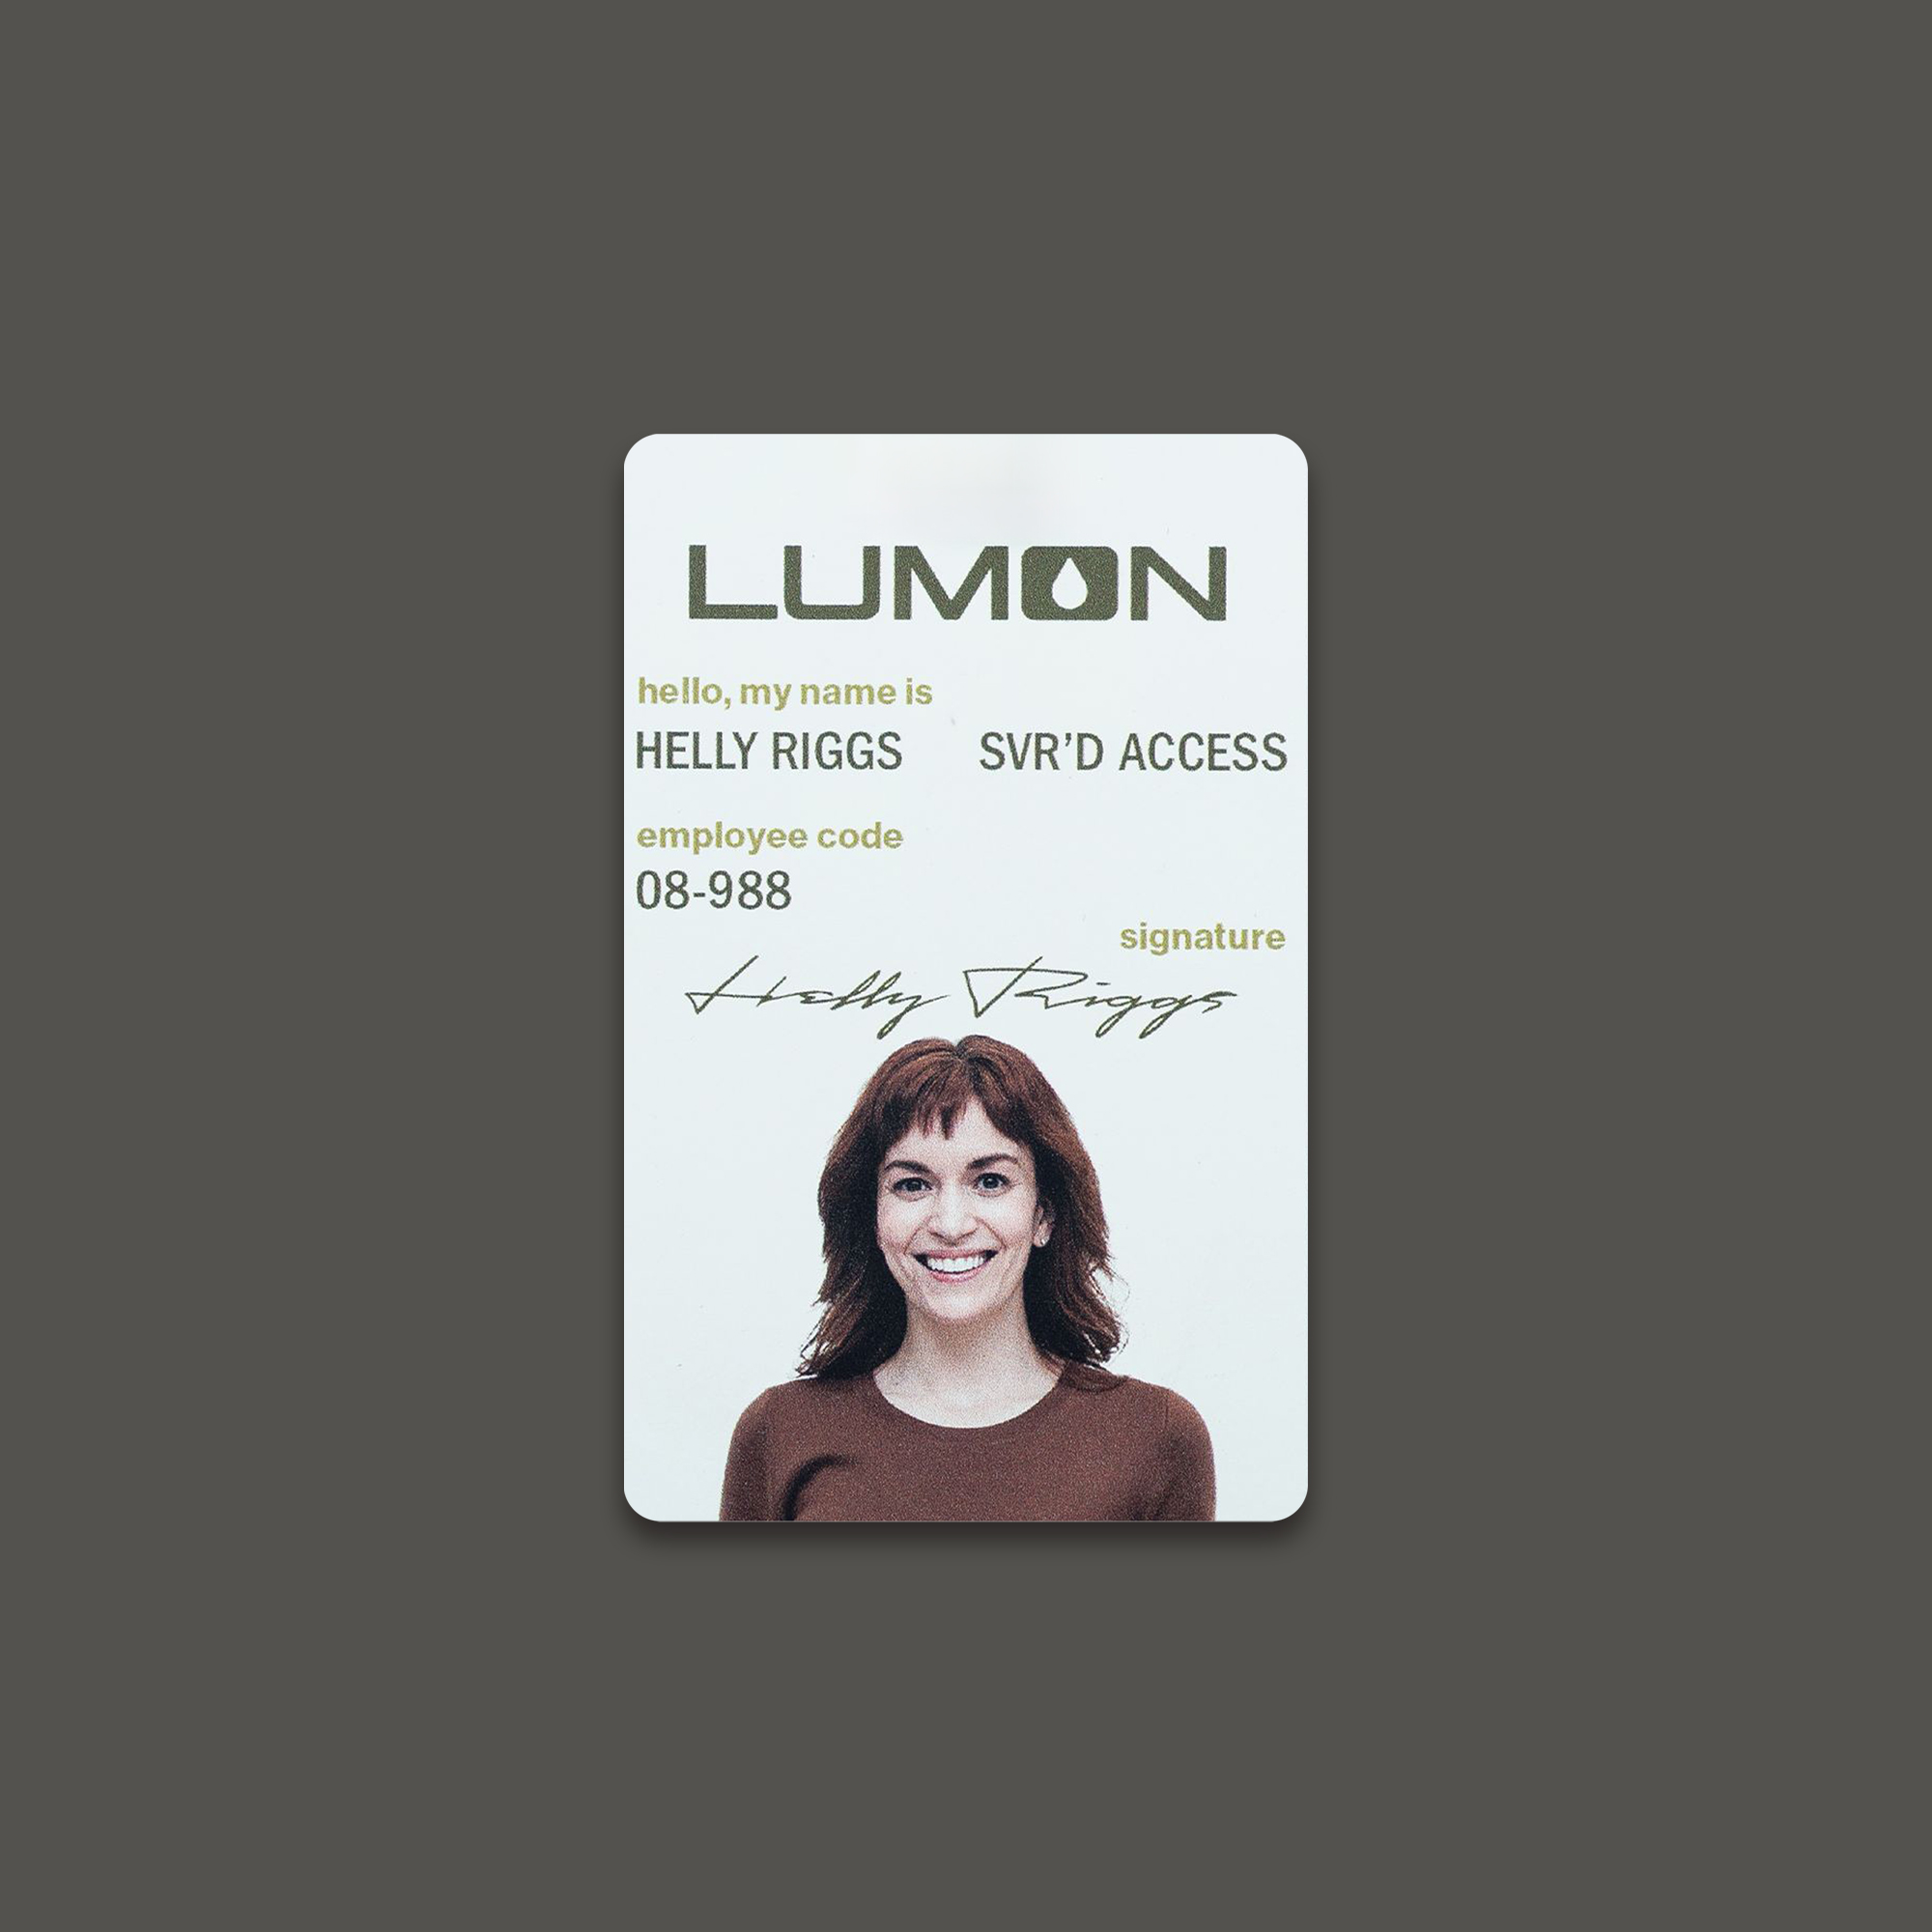 LUMON
hello, my name is
HELLY RIGGS SVR’D ACCESS
employee code
08-988
signature
Helly Riggs